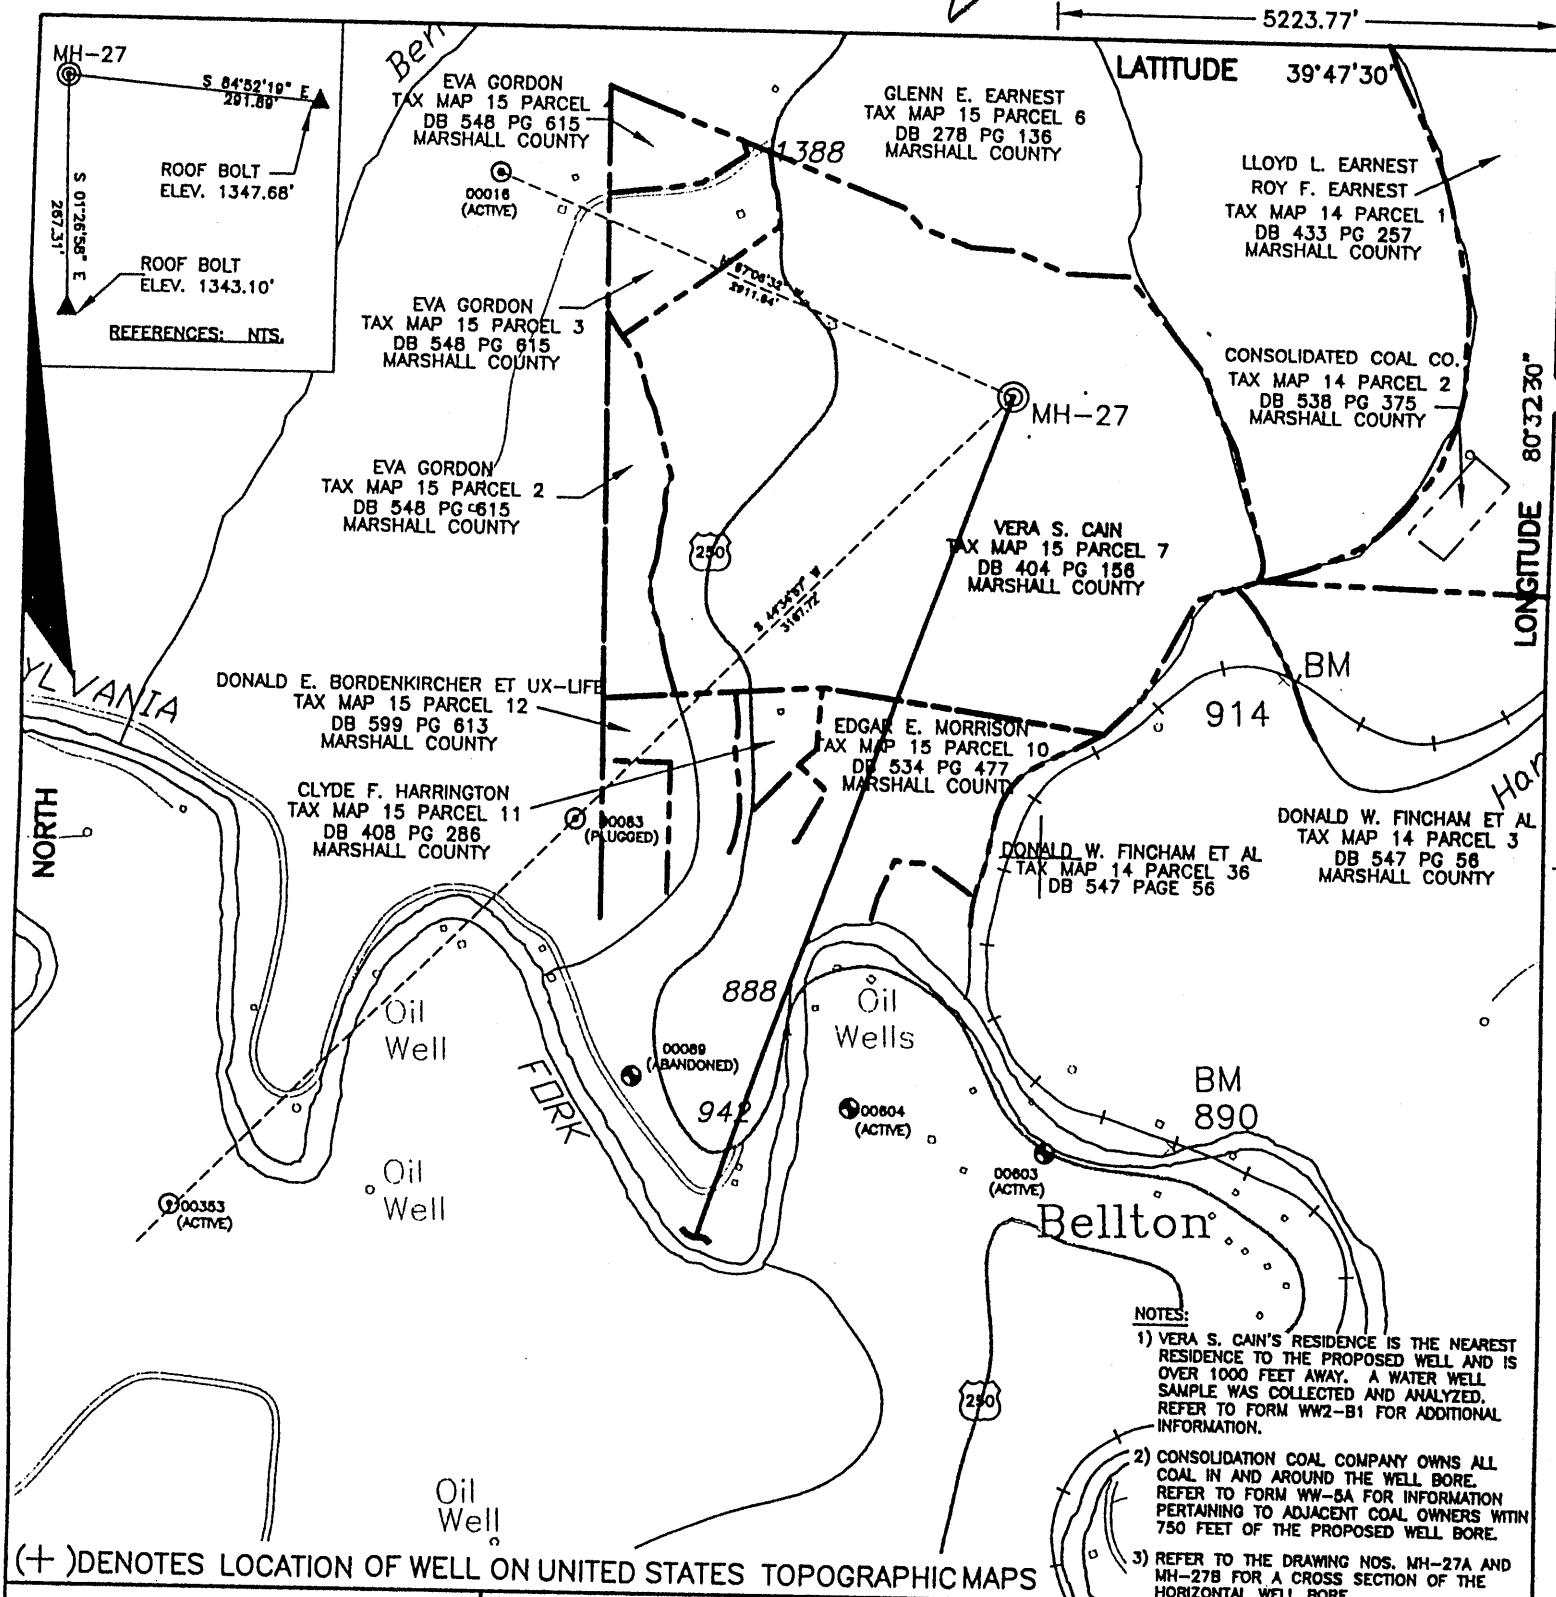 5223.77'
LATITUDE 39°47'30"
MH-27
S 84°52'19" E
291.89'
ROOF BOLT
ELEV. 1347.68'
S 01°26'58" E
267.31'
ROOF BOLT
ELEV. 1343.10'
REFERENCES: NTS.
EVA GORDON
TAX MAP 15 PARCEL
DB 548 PG 615
MARSHALL COUNTY
00016
(ACTIVE)
1388
GLENN E. EARNEST
TAX MAP 15 PARCEL 6
DB 278 PG 136
MARSHALL COUNTY
LLOYD L. EARNEST
ROY F. EARNEST
TAX MAP 14 PARCEL 1
DB 433 PG 257
MARSHALL COUNTY
EVA GORDON
TAX MAP 15 PARCEL 3
DB 548 PG 615
MARSHALL COUNTY
2911.94'
CONSOLIDATED COAL CO.
TAX MAP 14 PARCEL 2
DB 538 PG 375
MARSHALL COUNTY
LONGITUDE 80°32'30"
MH-27
EVA GORDON
TAX MAP 15 PARCEL 2
DB 548 PG 615
MARSHALL COUNTY
250
VERA S. CAIN
TAX MAP 15 PARCEL 7
DB 404 PG 156
MARSHALL COUNTY
3167.72'
YLVANIA
DONALD E. BORDENKIRCHER ET UX-LIFE
TAX MAP 15 PARCEL 12
DB 599 PG 613
MARSHALL COUNTY
EDGAR E. MORRISON
TAX MAP 15 PARCEL 10
DB 534 PG 477
MARSHALL COUNTY
BM
914
CLYDE F. HARRINGTON
TAX MAP 15 PARCEL 11
DB 408 PG 286
MARSHALL COUNTY
00083
(PLUGGED)
NORTH
DONALD W. FINCHAM ET AL
TAX MAP 14 PARCEL 36
DB 547 PAGE 56
DONALD W. FINCHAM ET AL
TAX MAP 14 PARCEL 3
DB 547 PG 56
MARSHALL COUNTY
Oil
Well
888
Oil
Wells
FORK
00089
(ABANDONED)
942
00604
(ACTIVE)
BM
890
00603
(ACTIVE)
Oil
Well
00353
(ACTIVE)
Bellton
250
Oil
Well
NOTES:
1) VERA S. CAIN'S RESIDENCE IS THE NEAREST
RESIDENCE TO THE PROPOSED WELL AND IS
OVER 1000 FEET AWAY. A WATER WELL
SAMPLE WAS COLLECTED AND ANALYZED.
REFER TO FORM WW2-B1 FOR ADDITIONAL
INFORMATION.
2) CONSOLIDATION COAL COMPANY OWNS ALL
COAL IN AND AROUND THE WELL BORE.
REFER TO FORM WW-5A FOR INFORMATION
PERTAINING TO ADJACENT COAL OWNERS WITIN
750 FEET OF THE PROPOSED WELL BORE.
3) REFER TO THE DRAWING NOS. MH-27A AND
MH-27B FOR A CROSS SECTION OF THE
HORIZONTAL WELL BORE
(+)DENOTES LOCATION OF WELL ON UNITED STATES TOPOGRAPHIC MAPS